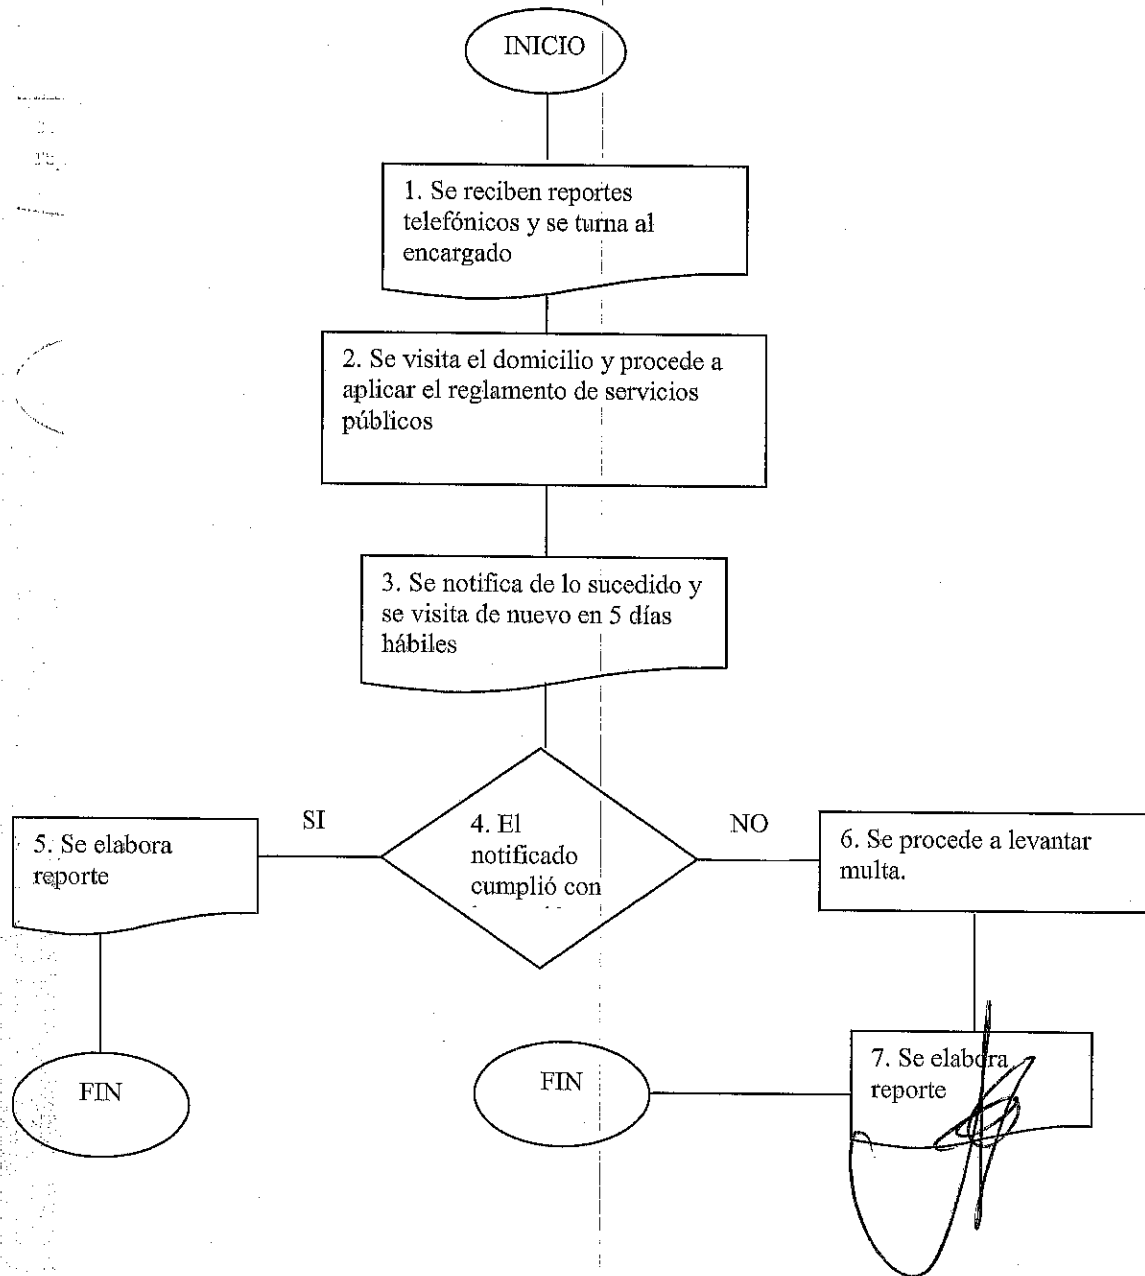 INICIO
1. Se reciben reportes
telefónicos y se turna al
encargado
2. Se visita el domicilio y procede a
aplicar el reglamento de servicios
públicos
3. Se notifica de lo sucedido y
se visita de nuevo en 5 días
hábiles
4. El
notificado
cumplió con
SI
NO
5. Se elabora
reporte
6. Se procede a levantar
multa.
7. Se elabora
reporte
FIN
FIN